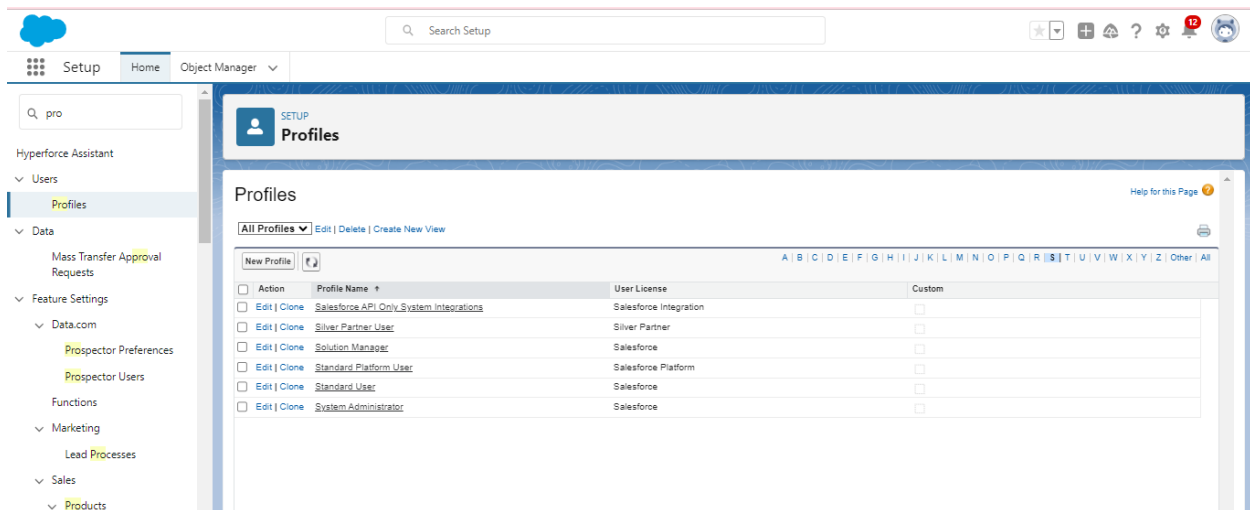 Search Setup
12
Setup Home Object Manager
pro
Hyperforce Assistant
Users
Profiles
Data
Mass Transfer Approval
Requests
Feature Settings
Data.com
Prospector Preferences
Prospector Users
Functions
Marketing
Lead Processes
Sales
Products
SETUP
Profiles
Profiles
Help for this Page ?
All Profiles Edit | Delete | Create New View
New Profile A | B | C | D | E | F | G | H | I | J | K | L | M | N | O | P | Q | R | S | T | U | V | W | X | Y | Z | Other | All
Action Profile Name User License Custom
Edit | Clone Salesforce API Only System Integrations Salesforce Integration
Edit | Clone Silver Partner User Silver Partner
Edit | Clone Solution Manager Salesforce
Edit | Clone Standard Platform User Salesforce Platform
Edit | Clone Standard User Salesforce
Edit | Clone System Administrator Salesforce